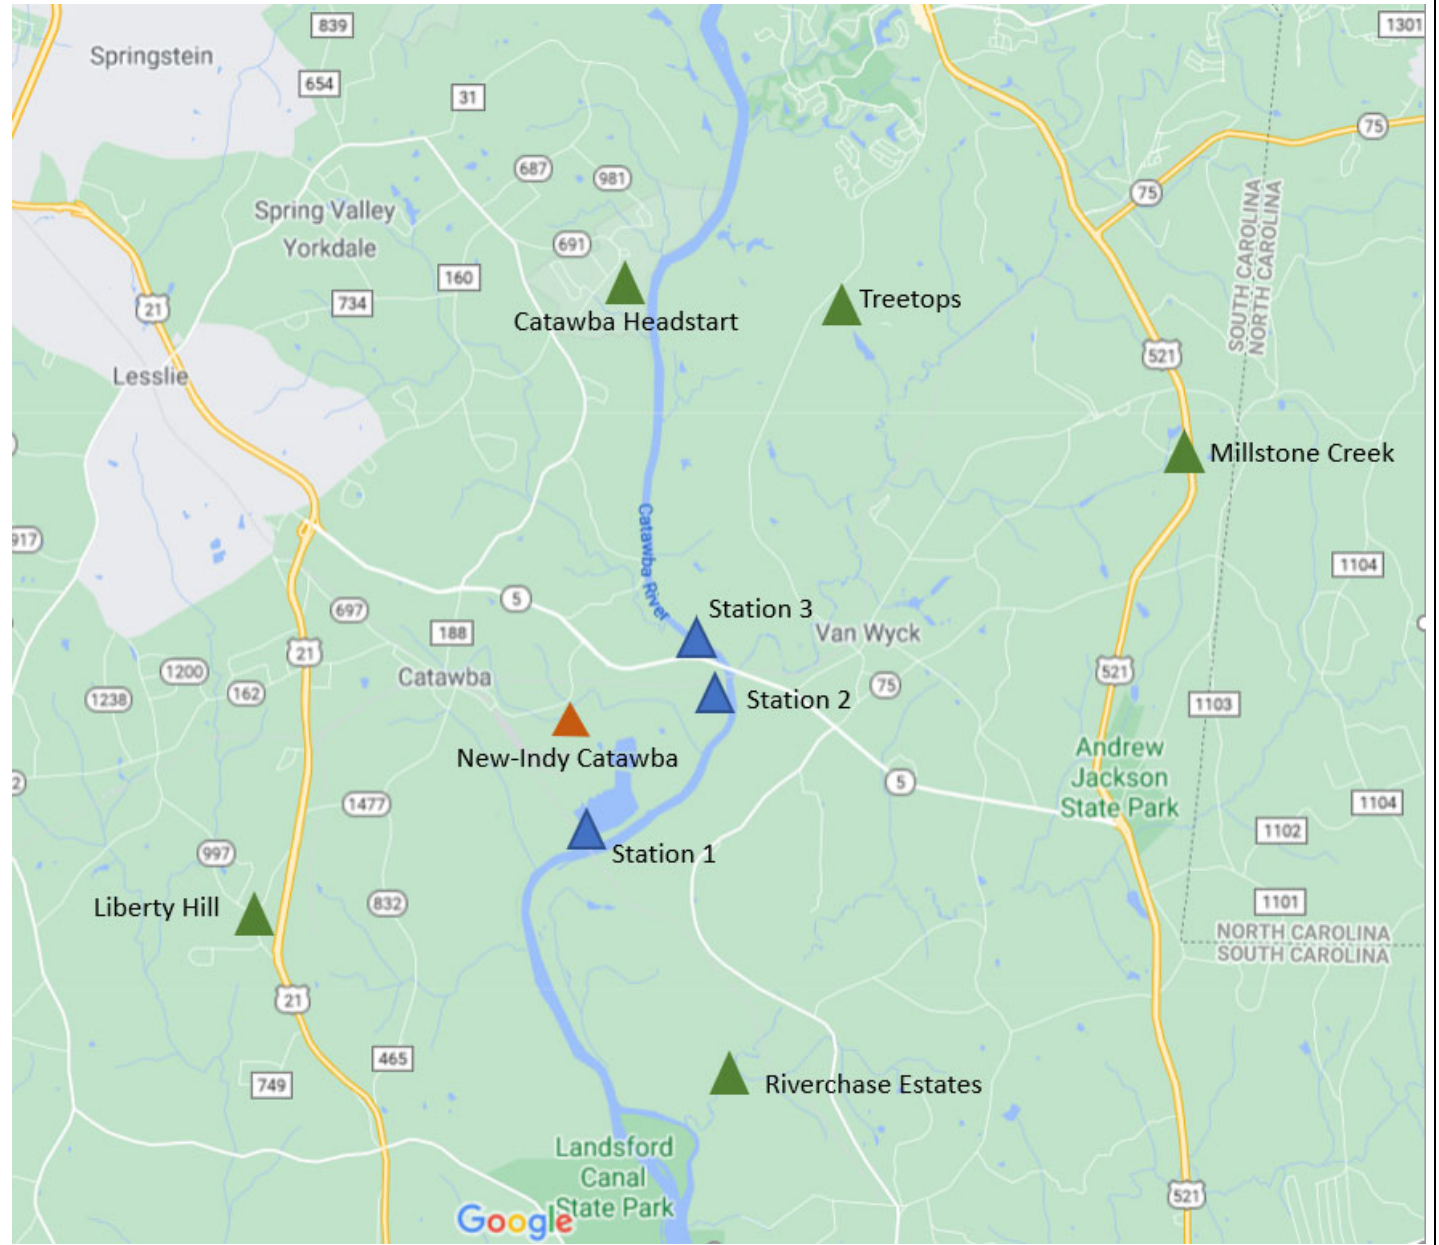 839
1301
Springstein
654
31
75
687
981
75
Spring Valley
Yorkdale
691
SOUTH CAROLINA
NORTH CAROLINA
160
734
21
Catawba Headstart
Treetops
521
Lesslie
Millstone Creek
917
Catawba River
1104
5
697
Station 3
188
Van Wyck
21
1200
Catawba
521
162
1238
75
Station 2
1103
New-Indy Catawba
Andrew
Jackson
State Park
2
5
1477
1104
1102
997
Station 1
832
1101
Liberty Hill
NORTH CAROLINA
SOUTH CAROLINA
21
465
749
Riverchase Estates
Landsford
Canal
State Park
521
Google